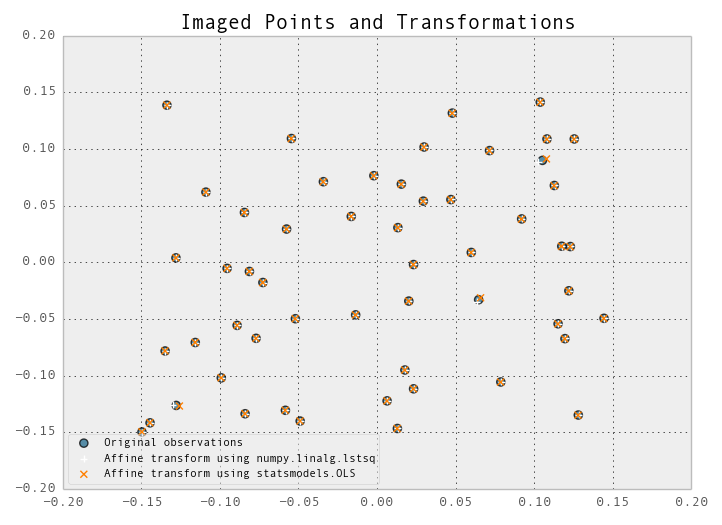 Imaged Points and Transformations
0.20
0.15
0.10
0.05
0.00
−0.05
−0.10
−0.15
−0.20
Original observations
Affine transform using numpy.linalg.lstsq
Affine transform using statsmodels.OLS
−0.20 −0.15 −0.10 −0.05 0.00 0.05 0.10 0.15 0.20